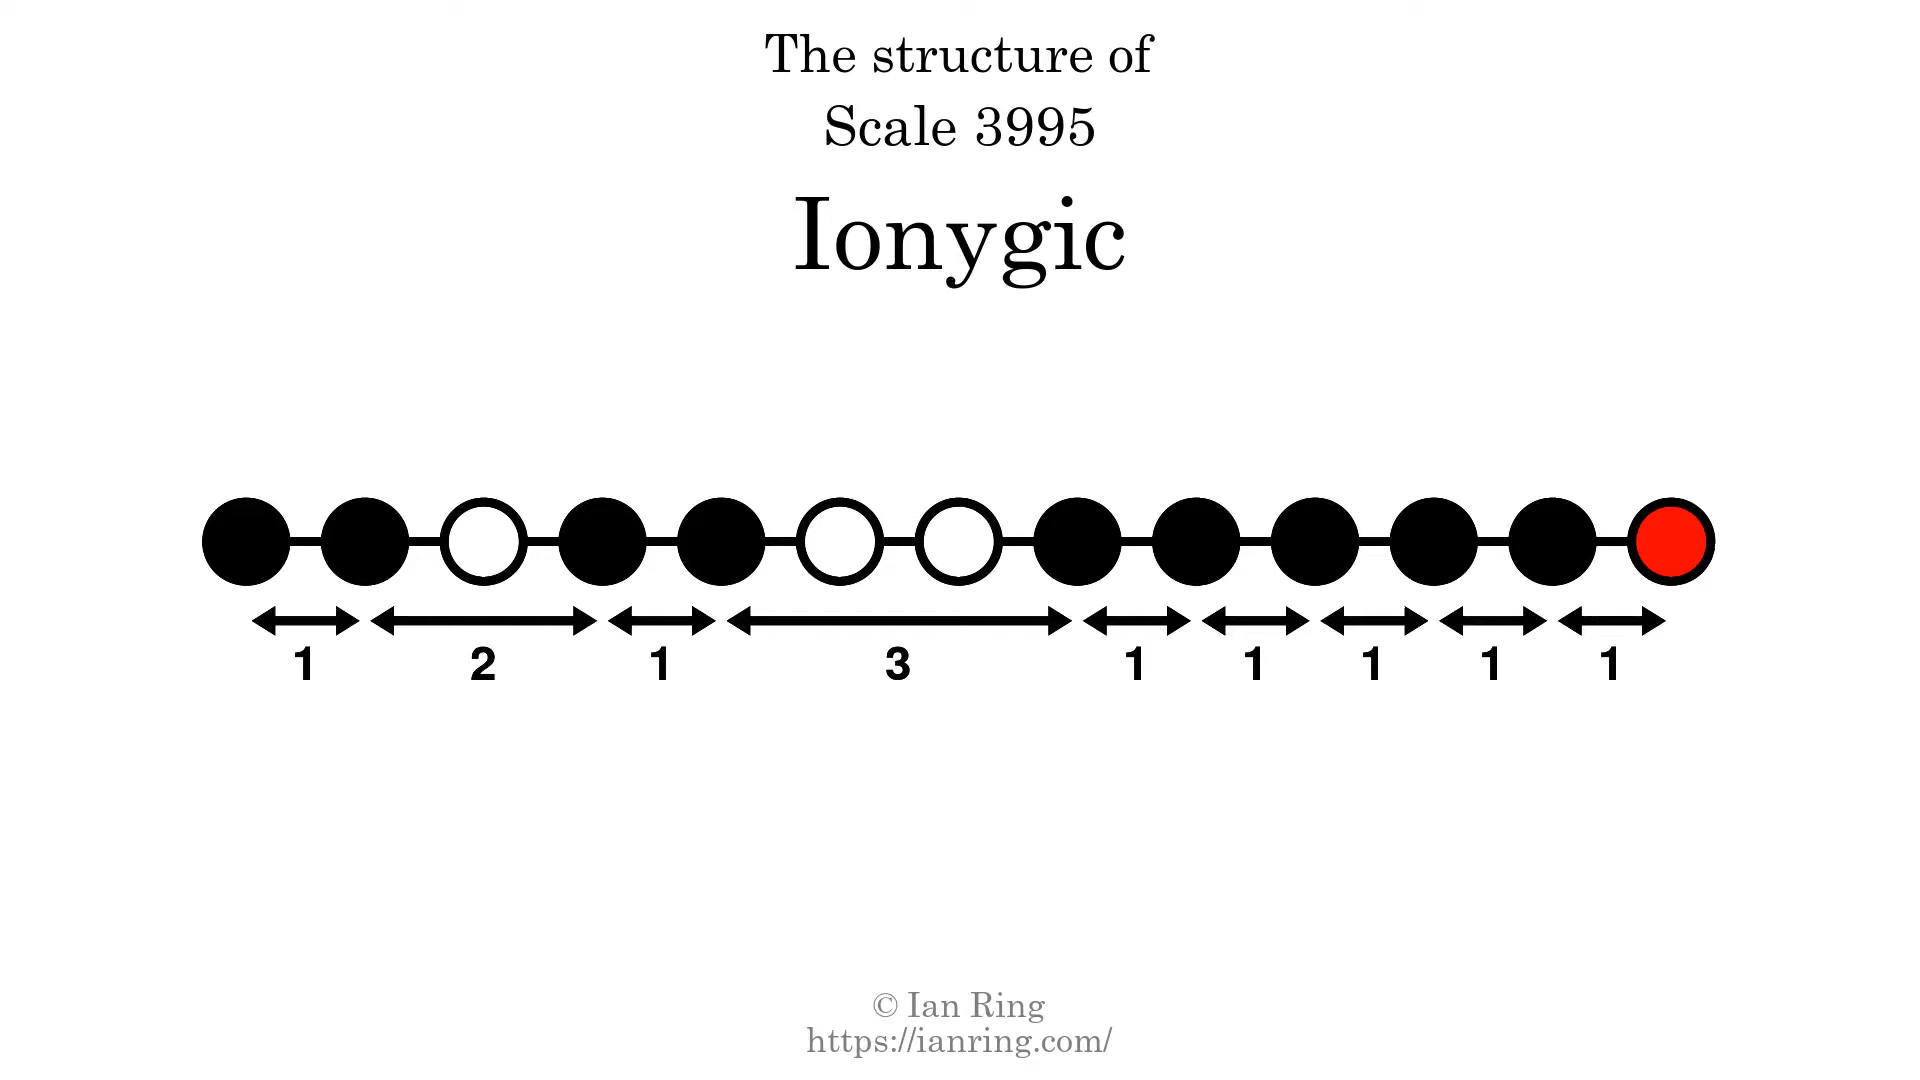 The structure of
Scale 3995
Ionygic
1 2 1 3 1 1 1 1 1
© Ian Ring
https://ianring.com/